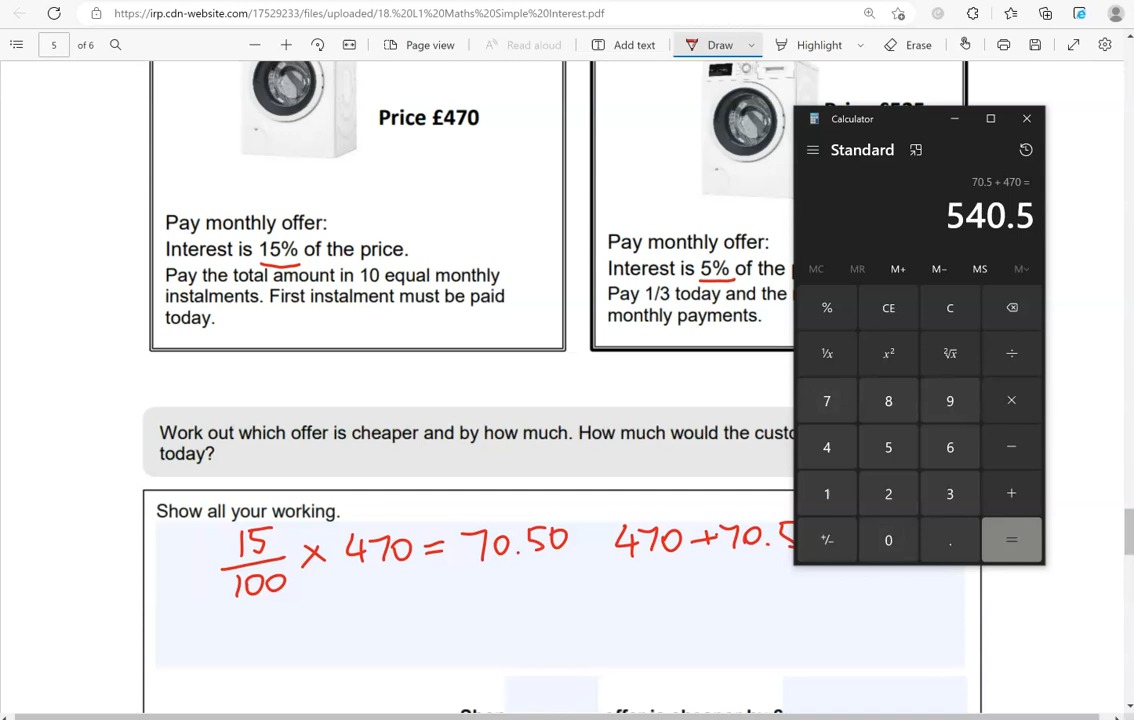 https://irp.cdn-website.com/17529233/files/uploaded/18.%20L1%20Maths%20Simple%20Interest.pdf
5 of 6
Page view
Read aloud
Add text
Draw
Highlight
Erase
Price £470
Pay monthly offer:
Interest is 15% of the price.
Pay the total amount in 10 equal monthly
instalments. First instalment must be paid
today.
Pay monthly offer:
Interest is 5% of the
Pay 1/3 today and the
monthly payments.
Calculator
Standard
70.5 + 470 =
540.5
MC MR M+ M− MS M˅
% CE C ⌫
¹/x x² ²√x ÷
7 8 9 ×
4 5 6 −
1 2 3 +
+/− 0 . =
Work out which offer is cheaper and by how much. How much would the
today?
Show all your working.
15/100 × 470 = 70.50 470 + 70.5
offer is cheaper by £